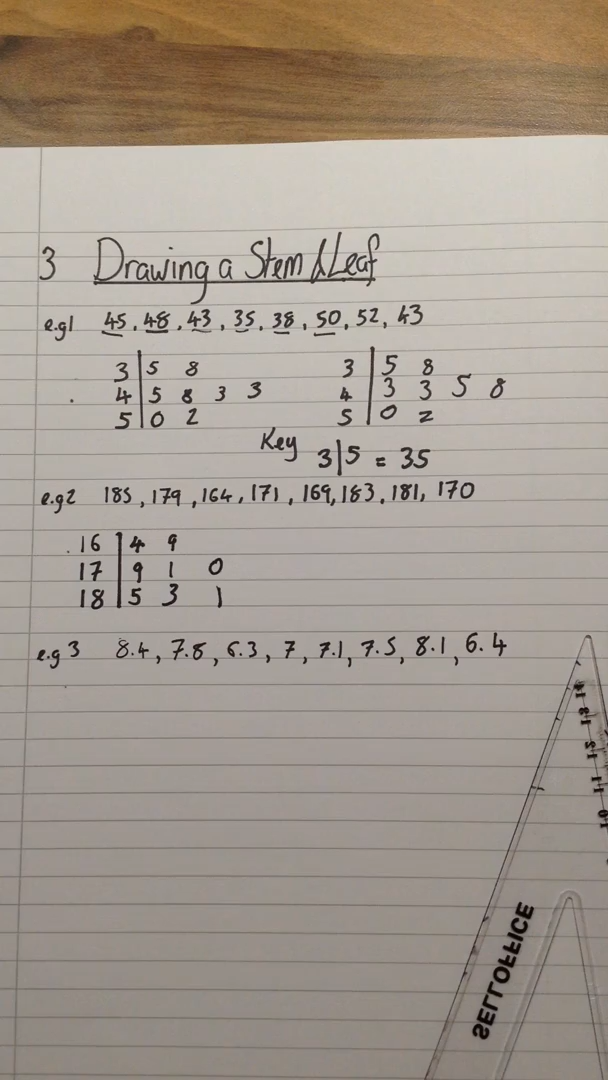 3 Drawing a Stem & Leaf
e.g1 45, 48, 43, 35, 38, 50, 52, 43
3 | 5 8
4 | 5 8 3 3
5 | 0 2
3 | 5 8
4 | 3 3 5 8
5 | 0 2
Key 3|5 = 35
e.g2 185, 179, 164, 171, 169, 183, 181, 170
16 | 4 9
17 | 9 1 0
18 | 5 3 1
e.g 3 8.4, 7.8, 6.3, 7, 7.1, 7.5, 8.1, 6.4
SELLOFFICE